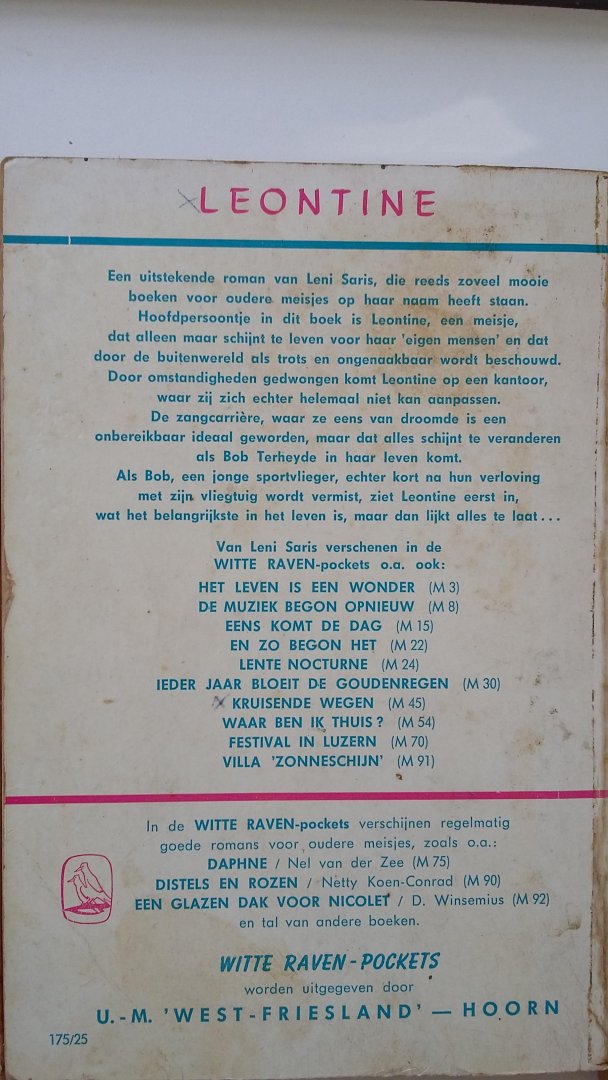 LEONTINE
Een uitstekende roman van Leni Saris, die reeds zoveel mooie
boeken voor oudere meisjes op haar naam heeft staan.
Hoofdpersoontje in dit boek is Leontine, een meisje,
dat alleen maar schijnt te leven voor haar 'eigen mensen' en dat
door de buitenwereld als trots en ongenaakbaar wordt beschouwd.
Door omstandigheden gedwongen komt Leontine op een kantoor,
waar zij zich echter helemaal niet kan aanpassen.
De zangcarrière, waar ze eens van droomde is een
onbereikbaar ideaal geworden, maar dat alles schijnt te veranderen
als Bob Terheyde in haar leven komt.
Als Bob, een jonge sportvlieger, echter kort na hun verloving
met zijn vliegtuig wordt vermist, ziet Leontine eerst in,
wat het belangrijkste in het leven is, maar dan lijkt alles te laat...
Van Leni Saris verschenen in de
WITTE RAVEN-pockets o.a. ook:
HET LEVEN IS EEN WONDER (M 3)
DE MUZIEK BEGON OPNIEUW (M 8)
EENS KOMT DE DAG (M 15)
EN ZO BEGON HET (M 22)
LENTE NOCTURNE (M 24)
IEDER JAAR BLOEIT DE GOUDENREGEN (M 30)
KRUISENDE WEGEN (M 45)
WAAR BEN IK THUIS? (M 54)
FESTIVAL IN LUZERN (M 70)
VILLA 'ZONNESCHIJN' (M 91)
In de WITTE RAVEN-pockets verschijnen regelmatig
goede romans voor oudere meisjes, zoals o.a.:
DAPHNE / Nel van der Zee (M 75)
DISTELS EN ROZEN / Netty Koen-Conrad (M 90)
EEN GLAZEN DAK VOOR NICOLET / D. Winsemius (M 92)
en tal van andere boeken.
WITTE RAVEN-POCKETS
worden uitgegeven door
U.-M. 'WEST-FRIESLAND' — HOORN
175/25